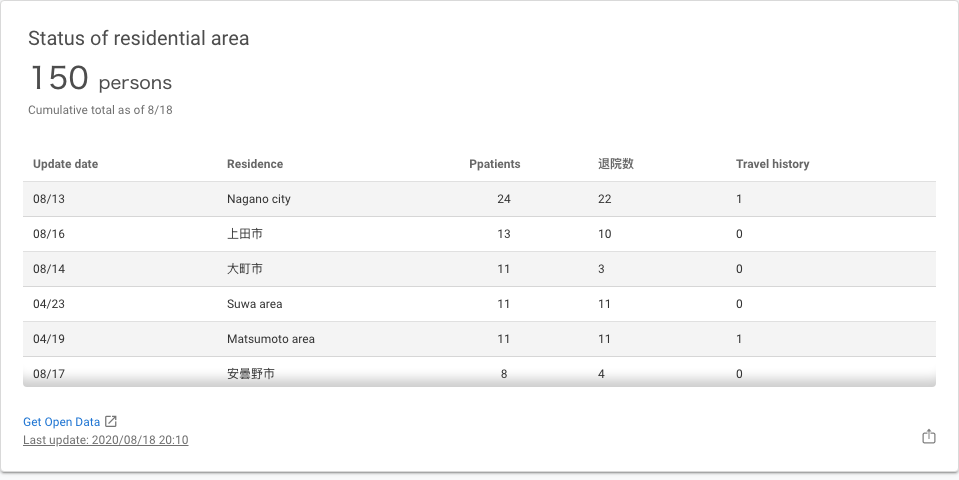 Status of residential area
150 persons
Cumulative total as of 8/18
Update date Residence Ppatients 退院数 Travel history
08/13 Nagano city 24 22 1
08/16 上田市 13 10 0
08/14 大町市 11 3 0
04/23 Suwa area 11 11 0
04/19 Matsumoto area 11 11 1
08/17 安曇野市 8 4 0
Get Open Data
Last update: 2020/08/18 20:10